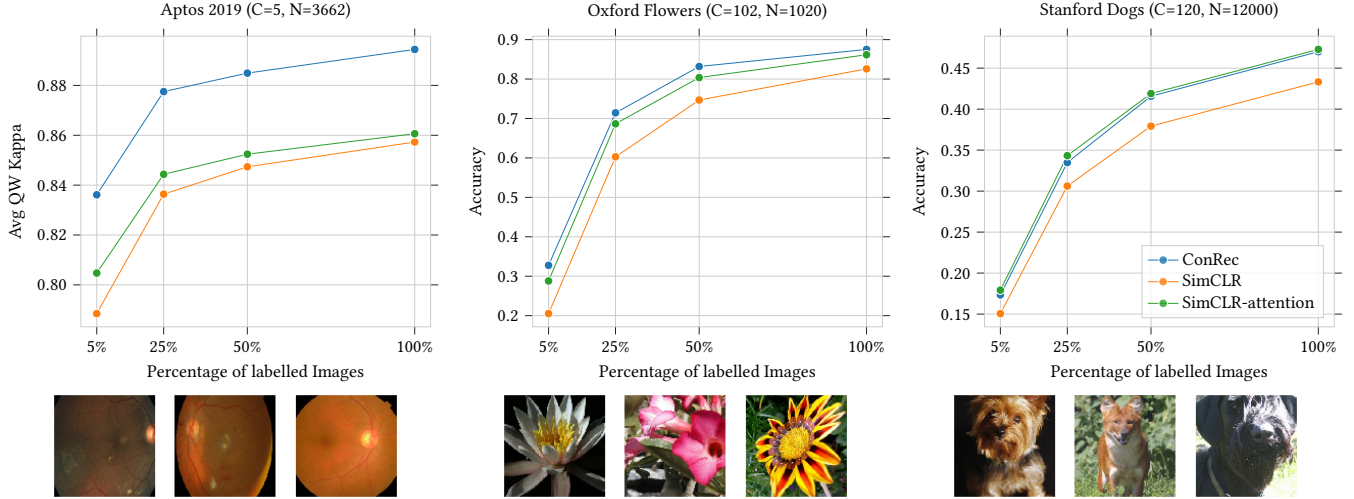 Aptos 2019 (C=5, N=3662)
Avg QW Kappa
0.88
0.86
0.84
0.82
0.80
5%
25%
50%
100%
Percentage of labelled Images
Oxford Flowers (C=102, N=1020)
Accuracy
0.9
0.8
0.7
0.6
0.5
0.4
0.3
0.2
5%
25%
50%
100%
Percentage of labelled Images
Stanford Dogs (C=120, N=12000)
Accuracy
0.45
0.40
0.35
0.30
0.25
0.20
0.15
ConRec
SimCLR
SimCLR-attention
5%
25%
50%
100%
Percentage of labelled Images